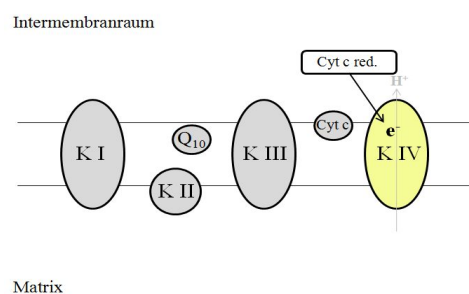 Intermembranraum
Cyt c red.
H⁺
Cyt c
e⁻
Q₁₀
K I
K III
K IV
K II
Matrix